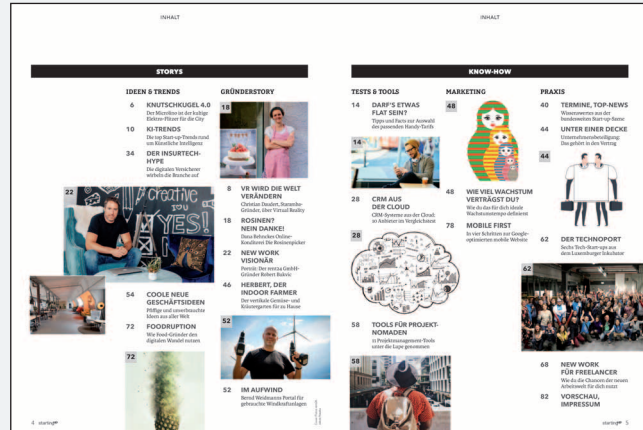 INHALT
STORYS
IDEEN & TRENDS
6 KNUTSCHKUGEL 4.0
Der Microlino ist der kultige
Elektro-Flitzer für die City
10 KI-TRENDS
Die top Start-up-Trends rund
um Künstliche Intelligenz
34 DER INSURTECH-
HYPE
Die digitalen Versicherer
wirbeln die Branche auf
22
creative
YES!
54 COOLE NEUE
GESCHÄFTSIDEEN
Pfiffige und unverbrauchte
Ideen aus aller Welt
72 FOODRUPTION
Wie Food-Gründer den
digitalen Wandel nutzen
72
GRÜNDERSTORY
18
8 VR WIRD DIE WELT
VERÄNDERN
Gründer, über Virtual Reality
18 ROSINEN?
NEIN DANKE!
Dana Behnckes Online-
Konditorei Die Rosinenpicker
22 NEW WORK
VISIONÄR
Porträt: Der rent24 GmbH-
Gründer Robert Bukvic
46 HERBERT, DER
INDOOR FARMER
Der vertikale Gemüse- und
Kräutergarten für zu Hause
52
52 IM AUFWIND
Bernd Weidmanns Portal für
gebrauchte Windkraftanlagen
4 starting up
INHALT
KNOW-HOW
TESTS & TOOLS
14 DARF'S ETWAS
FLAT SEIN?
Tipps und Facts zur Auswahl
des passenden Handy-Tarifs
14
28 CRM AUS
DER CLOUD
CRM-Systeme aus der Cloud:
10 Anbieter im Vergleichstest
28
58 TOOLS FÜR PROJEKT-
NOMADEN
11 Projektmanagement-Tools
unter die Lupe genommen
58
MARKETING
48
48 WIE VIEL WACHSTUM
VERTRÄGST DU?
Wie du das für dich ideale
Wachstumstempo definierst
78 MOBILE FIRST
In vier Schritten zur Google-
optimierten mobile Website
PRAXIS
40 TERMINE, TOP-NEWS
Wissenswertes aus der
bundesweiten Start-up-Szene
44 UNTER EINER DECKE
Unternehmensbeteiligung:
Das gehört in den Vertrag
44
62 DER TECHNOPORT
Sechs Tech-Start-ups aus
dem Luxemburger Inkubator
62
68 NEW WORK
FÜR FREELANCER
Wie du die Chancen der neuen
Arbeitswelt für dich nutzt
82 VORSCHAU,
IMPRESSUM
starting up 5